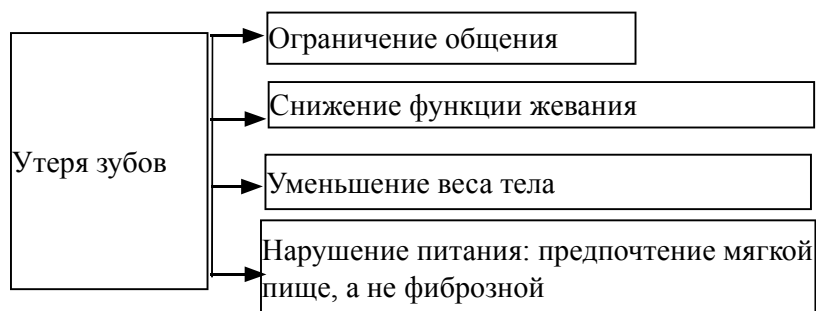 Утеря зубов
Ограничение общения
Снижение функции жевания
Уменьшение веса тела
Нарушение питания: предпочтение мягкой
пище, а не фиброзной